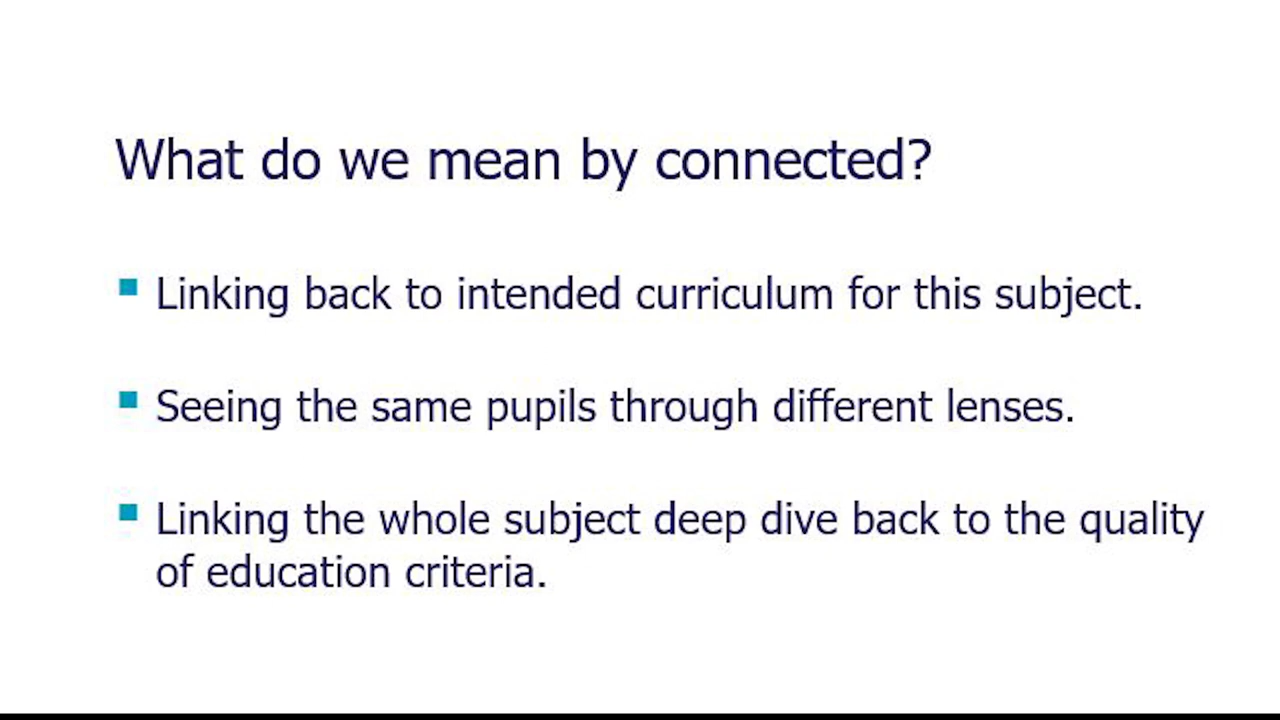 What do we mean by connected?
Linking back to intended curriculum for this subject.
Seeing the same pupils through different lenses.
Linking the whole subject deep dive back to the quality
of education criteria.